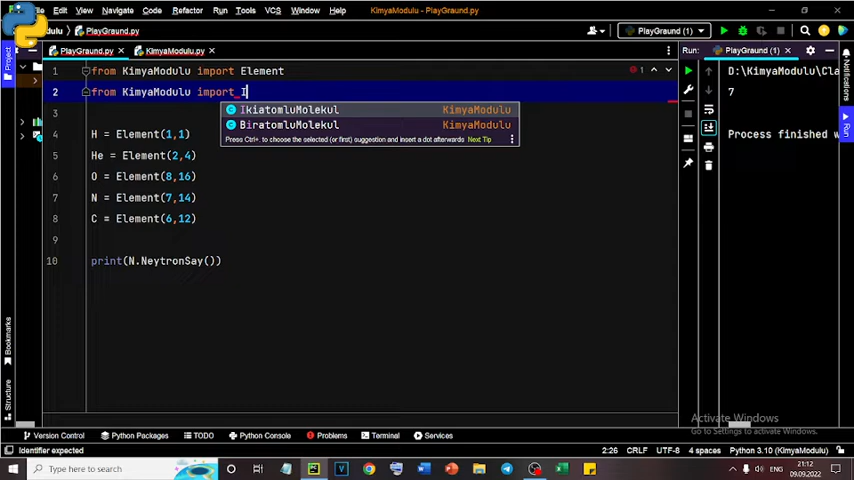 File Edit View Navigate Code Refactor Run Tools VCS Window Help KimyaModulu - PlayGraund.py
PlayGraund.py
PlayGraund.py KimyaModulu.py Run: PlayGraund (1)
1 from KimyaModulu import Element
2 from KimyaModulu import I
IkiatomluMolekul KimyaModulu
BiratomluMolekul KimyaModulu
Press Ctrl+. to choose the selected (or first) suggestion and insert a dot afterwards Next Tip
3
4 H = Element(1,1)
5 He = Element(2,4)
6 O = Element(8,16)
7 N = Element(7,14)
8 C = Element(6,12)
9
10 print(N.NeytronSay())
1
PlayGraund (1)
7
Process finished w
Project
Bookmarks
Structure
Notifications
Run
Activate Windows
Go to Settings to activate Windows.
Version Control Python Packages TODO Python Console Problems Terminal Services
Identifier expected 2:26 CRLF UTF-8 4 spaces Python 3.10 (KimyaModulu)
Type here to search ENG 21:12
09.09.2022